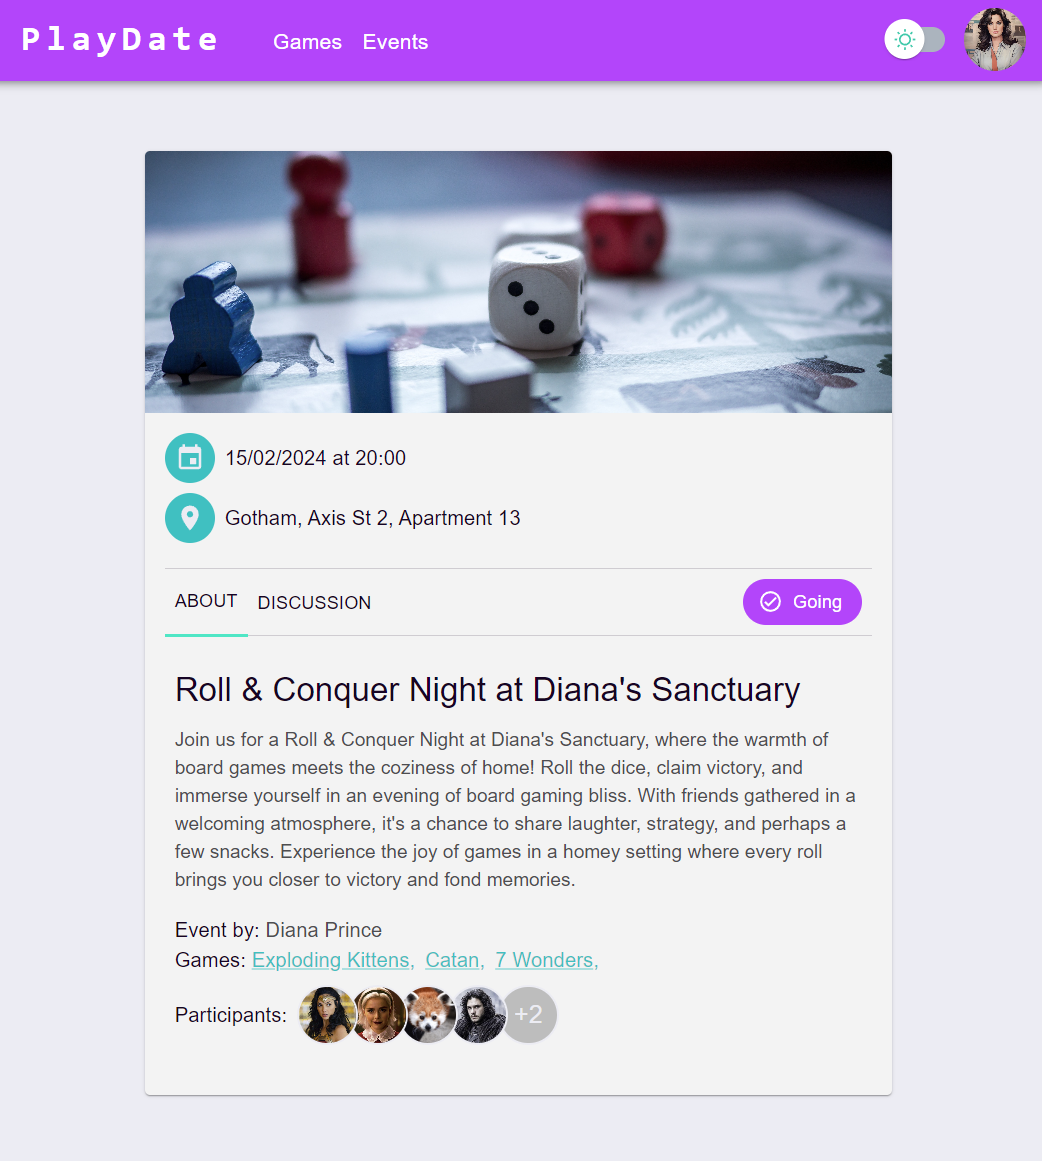 PlayDate
Games Events
15/02/2024 at 20:00
Gotham, Axis St 2, Apartment 13
ABOUT DISCUSSION Going
Roll & Conquer Night at Diana's Sanctuary
Join us for a Roll & Conquer Night at Diana's Sanctuary, where the warmth of
board games meets the coziness of home! Roll the dice, claim victory, and
immerse yourself in an evening of board gaming bliss. With friends gathered in a
welcoming atmosphere, it's a chance to share laughter, strategy, and perhaps a
few snacks. Experience the joy of games in a homey setting where every roll
brings you closer to victory and fond memories.
Event by: Diana Prince
Games: Exploding Kittens, Catan, 7 Wonders,
Participants: +2